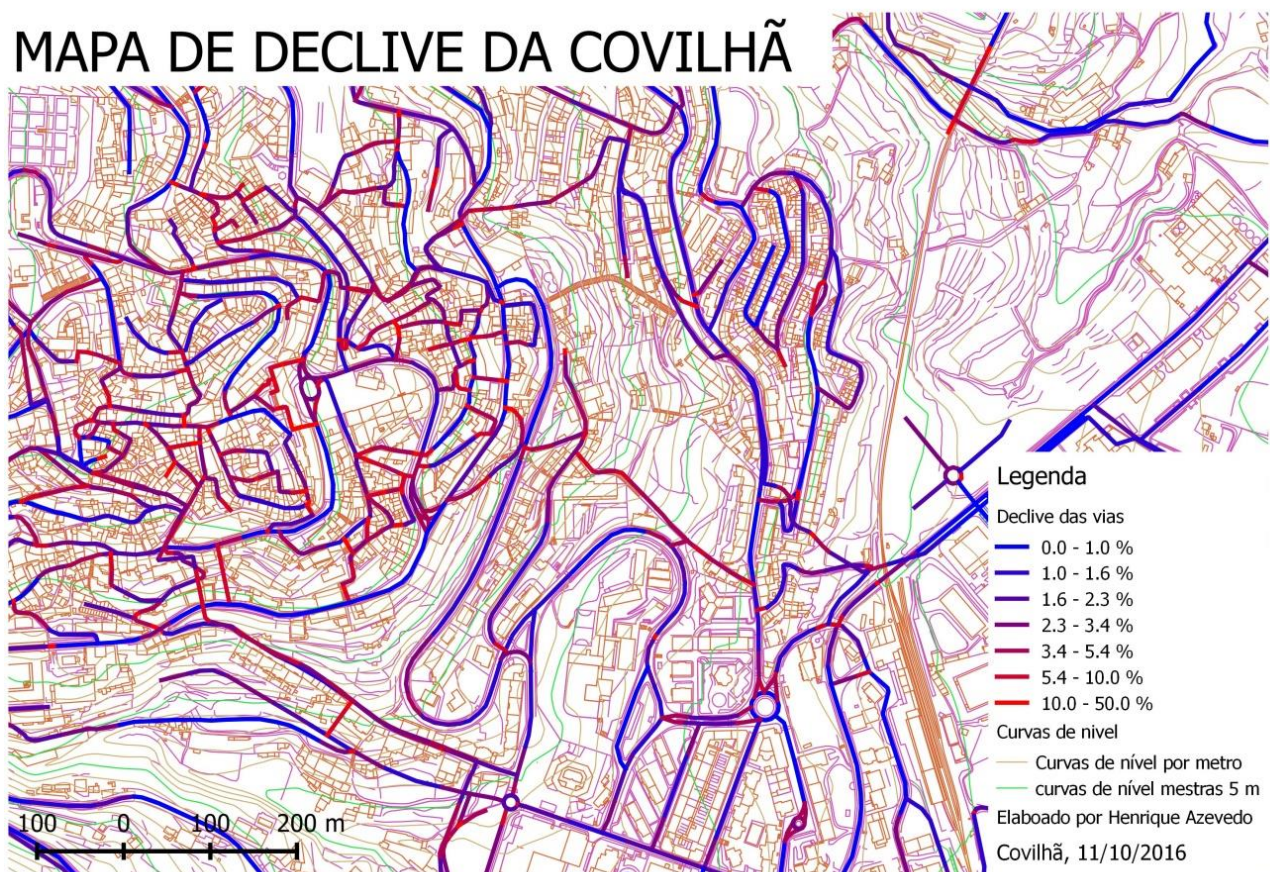 MAPA DE DECLIVE DA COVILHÃ
Legenda
Declive das vias
0.0 - 1.0 %
1.0 - 1.6 %
1.6 - 2.3 %
2.3 - 3.4 %
3.4 - 5.4 %
5.4 - 10.0 %
10.0 - 50.0 %
Curvas de nivel
Curvas de nível por metro
curvas de nível mestras 5 m
Elaboado por Henrique Azevedo
Covilhã, 11/10/2016
100 0 100 200 m